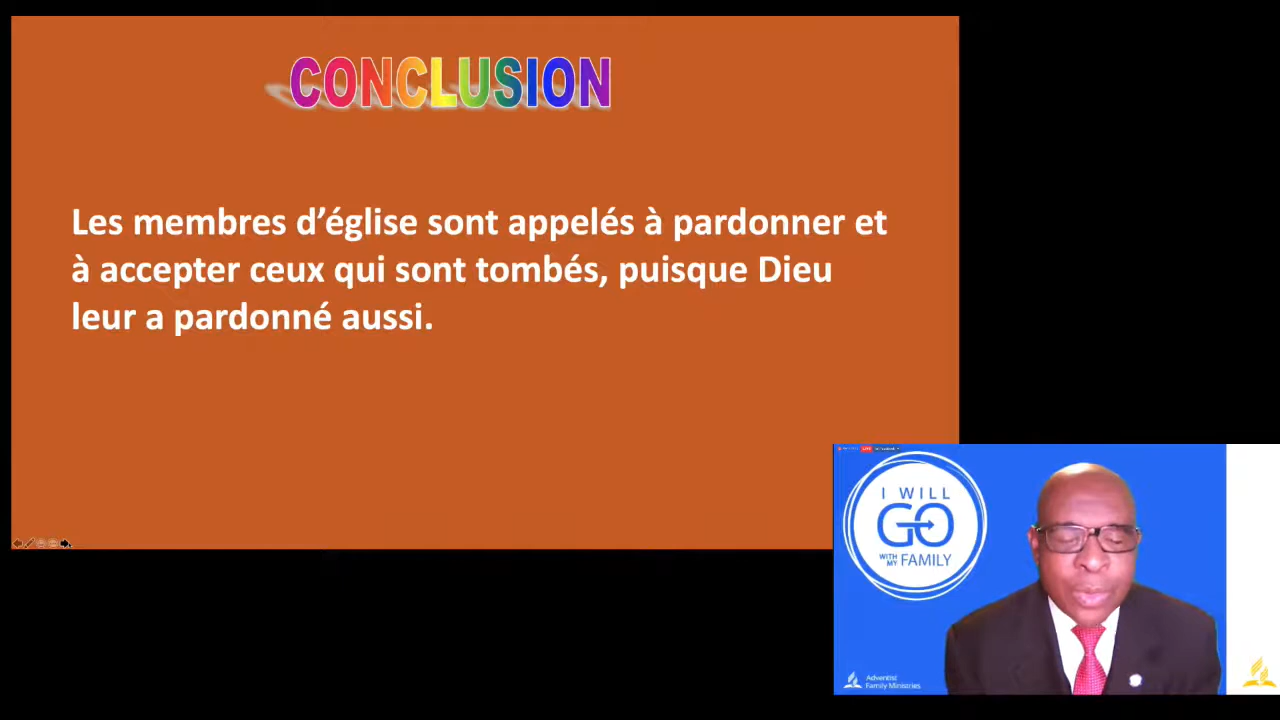 CONCLUSION
Les membres d’église sont appelés à pardonner et
à accepter ceux qui sont tombés, puisque Dieu
leur a pardonné aussi.
I WILL
GO
WITH MY FAMILY
Adventist
Family Ministries